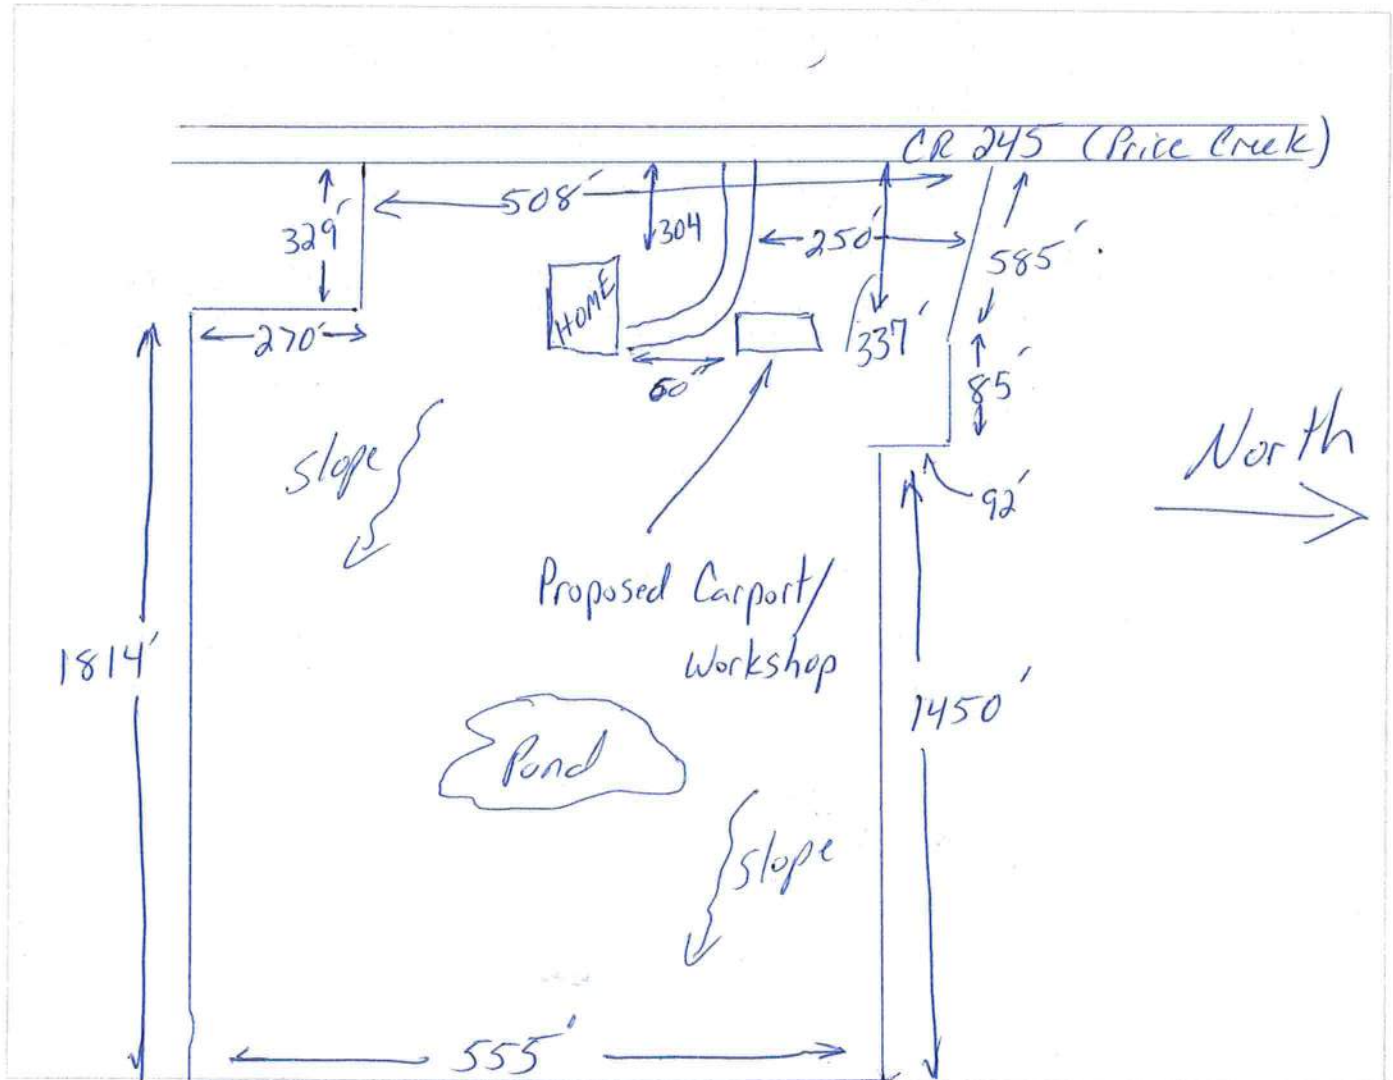 CR 245 (Price Creek)
508'
329'
304
250'
585'
HOME
337'
270'
60"
85'
slope
North
92'
Proposed Carport/
Workshop
1814'
1450'
Pond
slope
555'